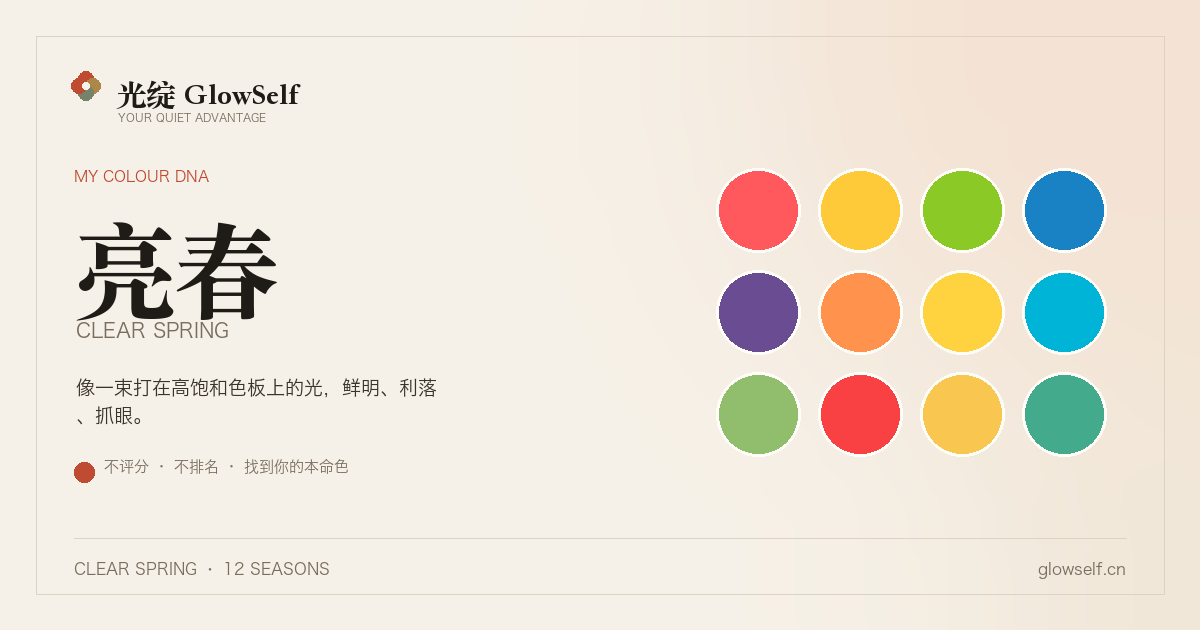 光绽 GlowSelf
YOUR QUIET ADVANTAGE
MY COLOUR DNA
亮春
CLEAR SPRING
像一束打在高饱和色板上的光，鲜明、利落
、抓眼。
不评分 · 不排名 · 找到你的本命色
CLEAR SPRING · 12 SEASONS
glowself.cn